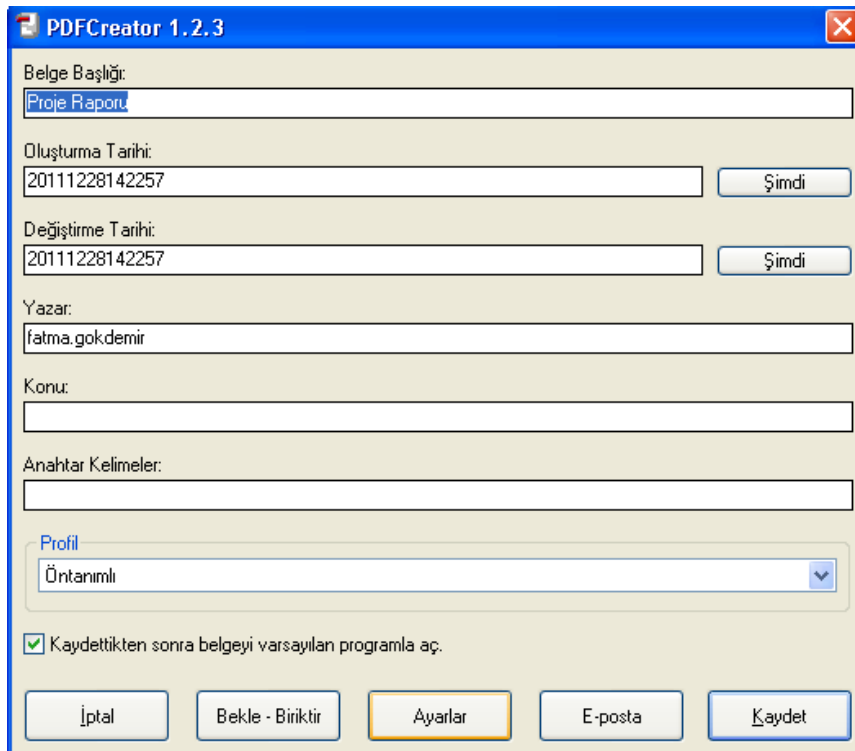 PDFCreator 1.2.3
Belge Başlığı:
Proje Raporu
Oluşturma Tarihi:
20111228142257
Şimdi
Değiştirme Tarihi:
20111228142257
Şimdi
Yazar:
fatma.gokdemir
Konu:
Anahtar Kelimeler:
Profil
Öntanımlı
Kaydettikten sonra belgeyi varsayılan programla aç.
İptal
Bekle - Biriktir
Ayarlar
E-posta
Kaydet